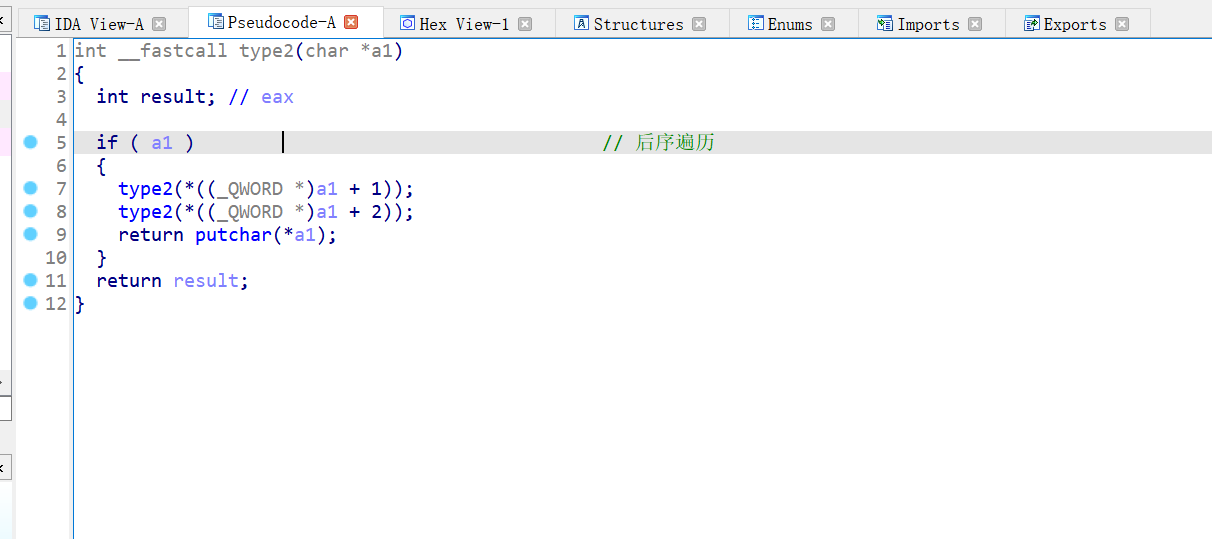 IDA View-A Pseudocode-A Hex View-1 Structures Enums Imports Exports
1 int __fastcall type2(char *a1)
2 {
3 int result; // eax
4
5 if ( a1 ) // 后序遍历
6 {
7 type2(*((_QWORD *)a1 + 1));
8 type2(*((_QWORD *)a1 + 2));
9 return putchar(*a1);
10 }
11 return result;
12 }